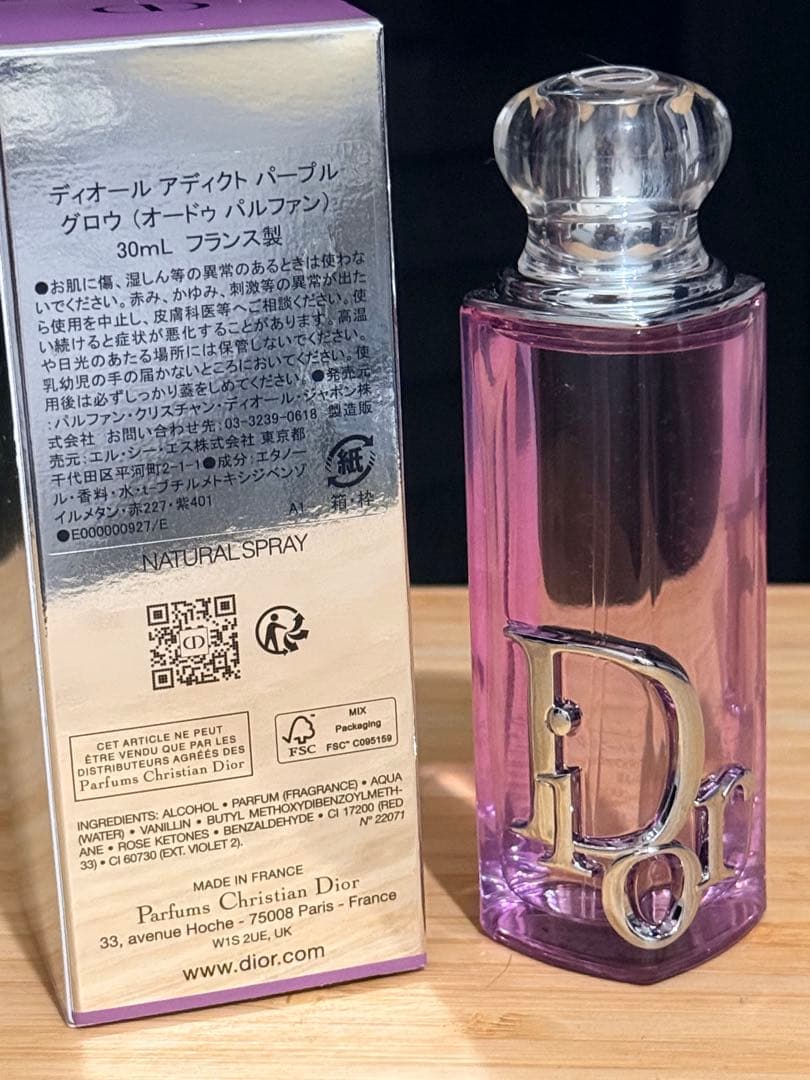 ディオール アディクト パープル
グロウ (オードゥ パルファン)
30mL フランス製
●お肌に傷、湿しん等の異常のあるときは使わな
いでください。赤み、かゆみ、刺激等の異常が出た
ら使用を中止し、皮膚科医等へご相談ください。使
い続けると症状が悪化することがあります。高温
や日光のあたる場所には保管しないでください。
乳幼児の手の届かないところにおいてください。使
用後は必ずしっかり蓋をしめてください。●発売元
:パルファン・クリスチャン・ディオール・ジャポン株
式会社 お問い合わせ先:03-3239-0618 製造販
売元:エル・シー・エス株式会社 東京都
千代田区平河町2-1-1●成分:エタノー
ル・香料・水・t-ブチルメトキシジベンゾ
イルメタン・赤227・紫401
●E000000927/E
A1
紙
箱・枠
NATURAL SPRAY
CD
CET ARTICLE NE PEUT
ÊTRE VENDU QUE PAR LES
DISTRIBUTEURS AGRÉÉS DES
Parfums Christian Dior
FSC
MIX
Packaging
FSC™ C095159
INGREDIENTS: ALCOHOL • PARFUM (FRAGRANCE) • AQUA
(WATER) • VANILLIN • BUTYL METHOXYDIBENZOYLMETH-
ANE • ROSE KETONES • BENZALDEHYDE • CI 17200 (RED
33) • CI 60730 (EXT. VIOLET 2).
N° 22071
MADE IN FRANCE
Parfums Christian Dior
33, avenue Hoche - 75008 Paris - France
W1S 2UE, UK
www.dior.com
Dior